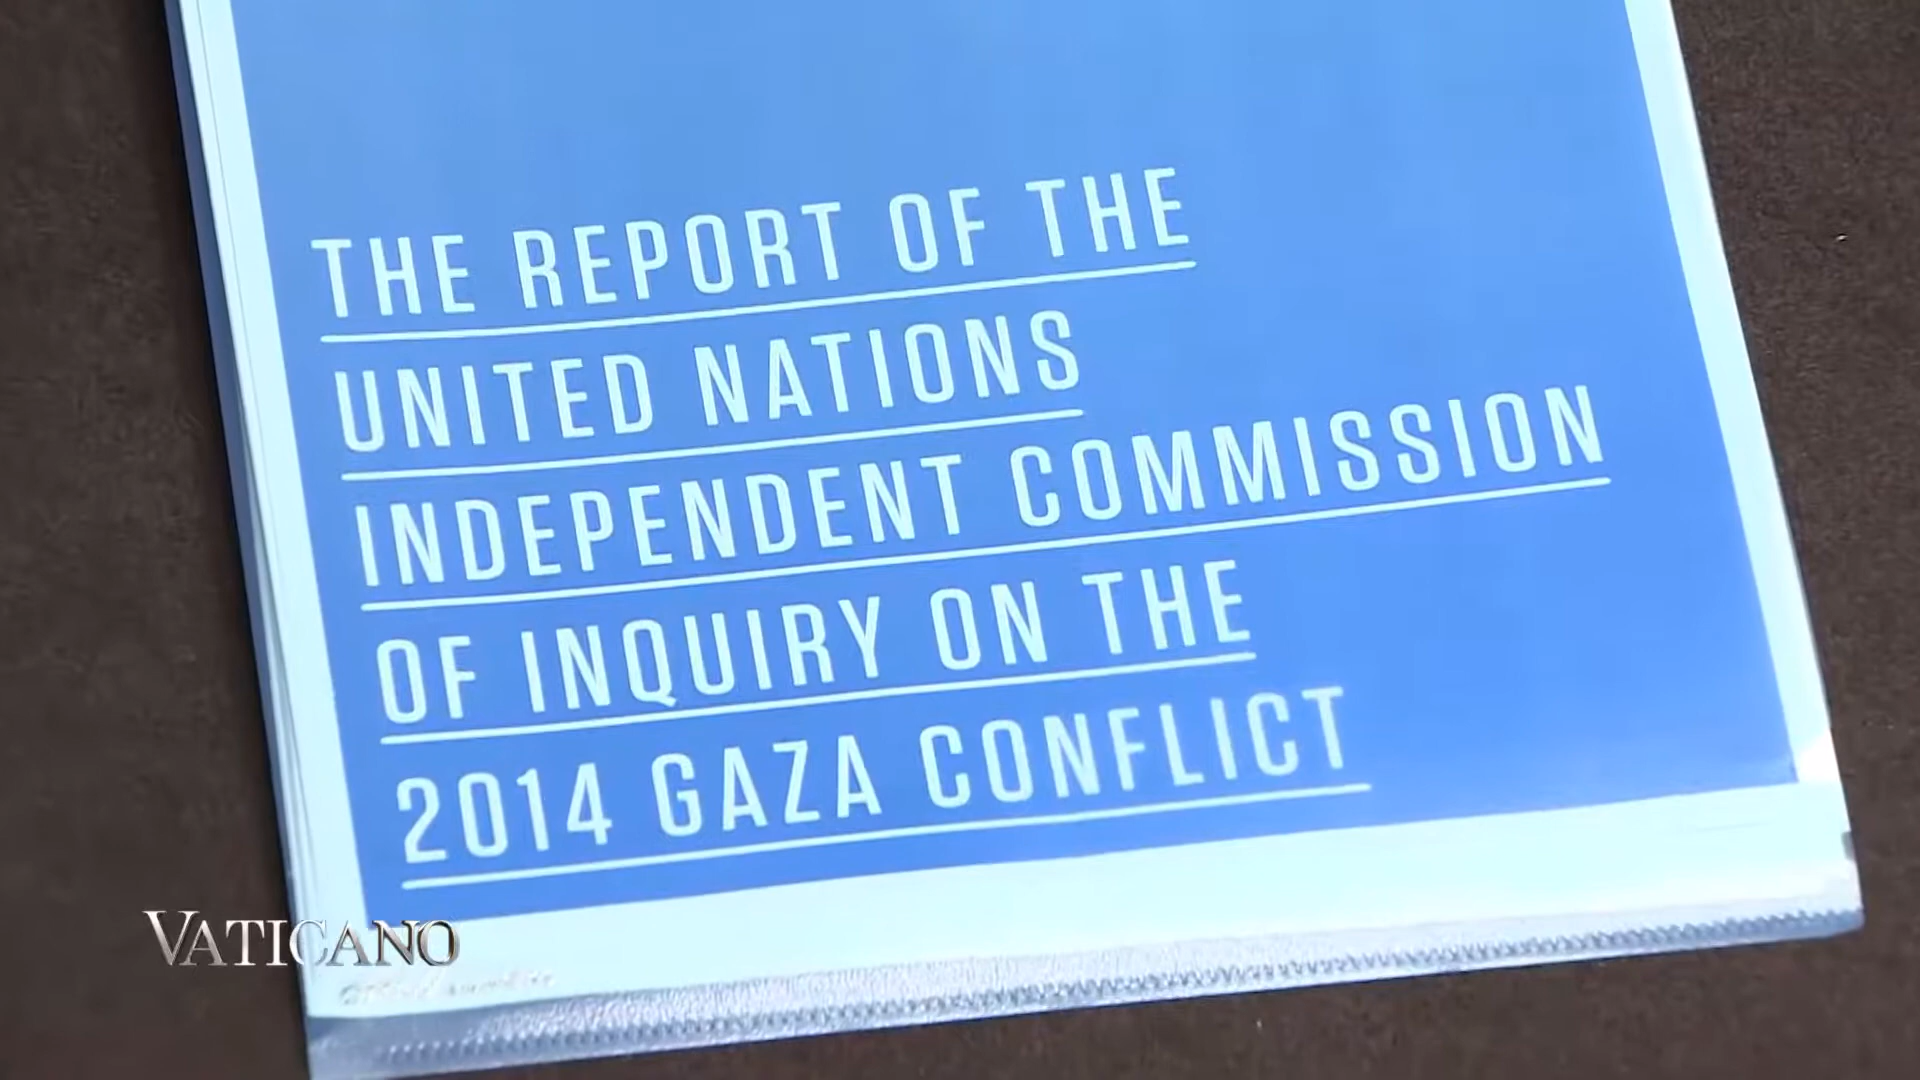 THE REPORT OF THE
UNITED NATIONS
INDEPENDENT COMMISSION
OF INQUIRY ON THE
2014 GAZA CONFLICT
VATICANO